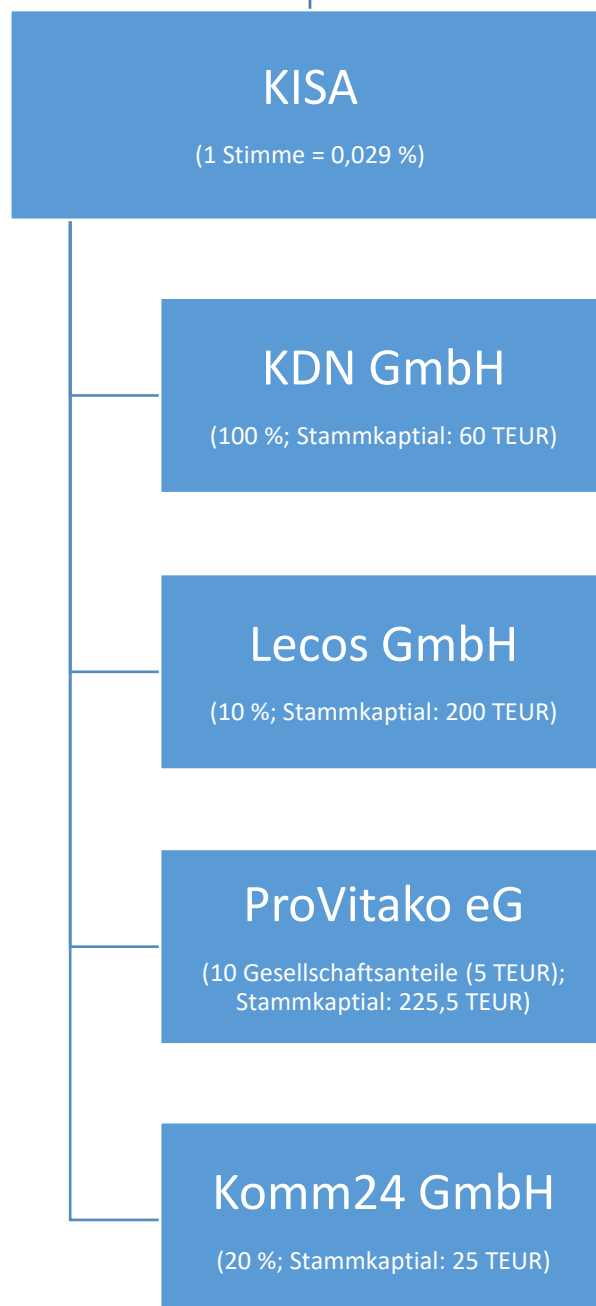 KISA
(1 Stimme = 0,029 %)
KDN GmbH
(100 %; Stammkaptial: 60 TEUR)
Lecos GmbH
(10 %; Stammkaptial: 200 TEUR)
ProVitako eG
(10 Gesellschaftsanteile (5 TEUR);
Stammkaptial: 225,5 TEUR)
Komm24 GmbH
(20 %; Stammkaptial: 25 TEUR)